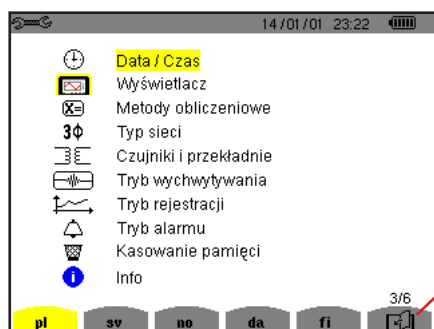 14/01/01 23:22
Data / Czas
Wyświetlacz
X= Metody obliczeniowe
3ϕ Typ sieci
Czujniki i przekładnie
Tryb wychwytywania
Tryb rejestracji
Tryb alarmu
Kasowanie pamięci
i Info
3/6
pl sv no da fi